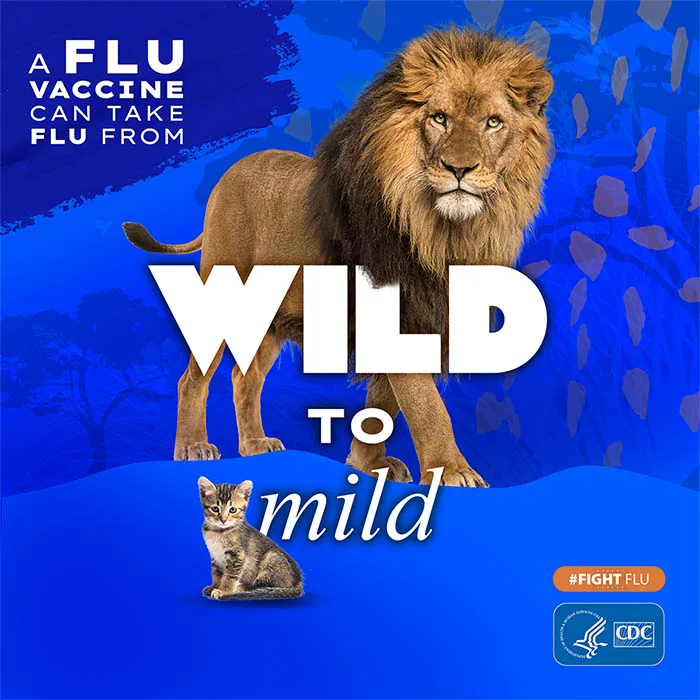 A FLU
VACCINE
CAN TAKE
FLU FROM
WILD
TO
mild
#FIGHT FLU
CDC